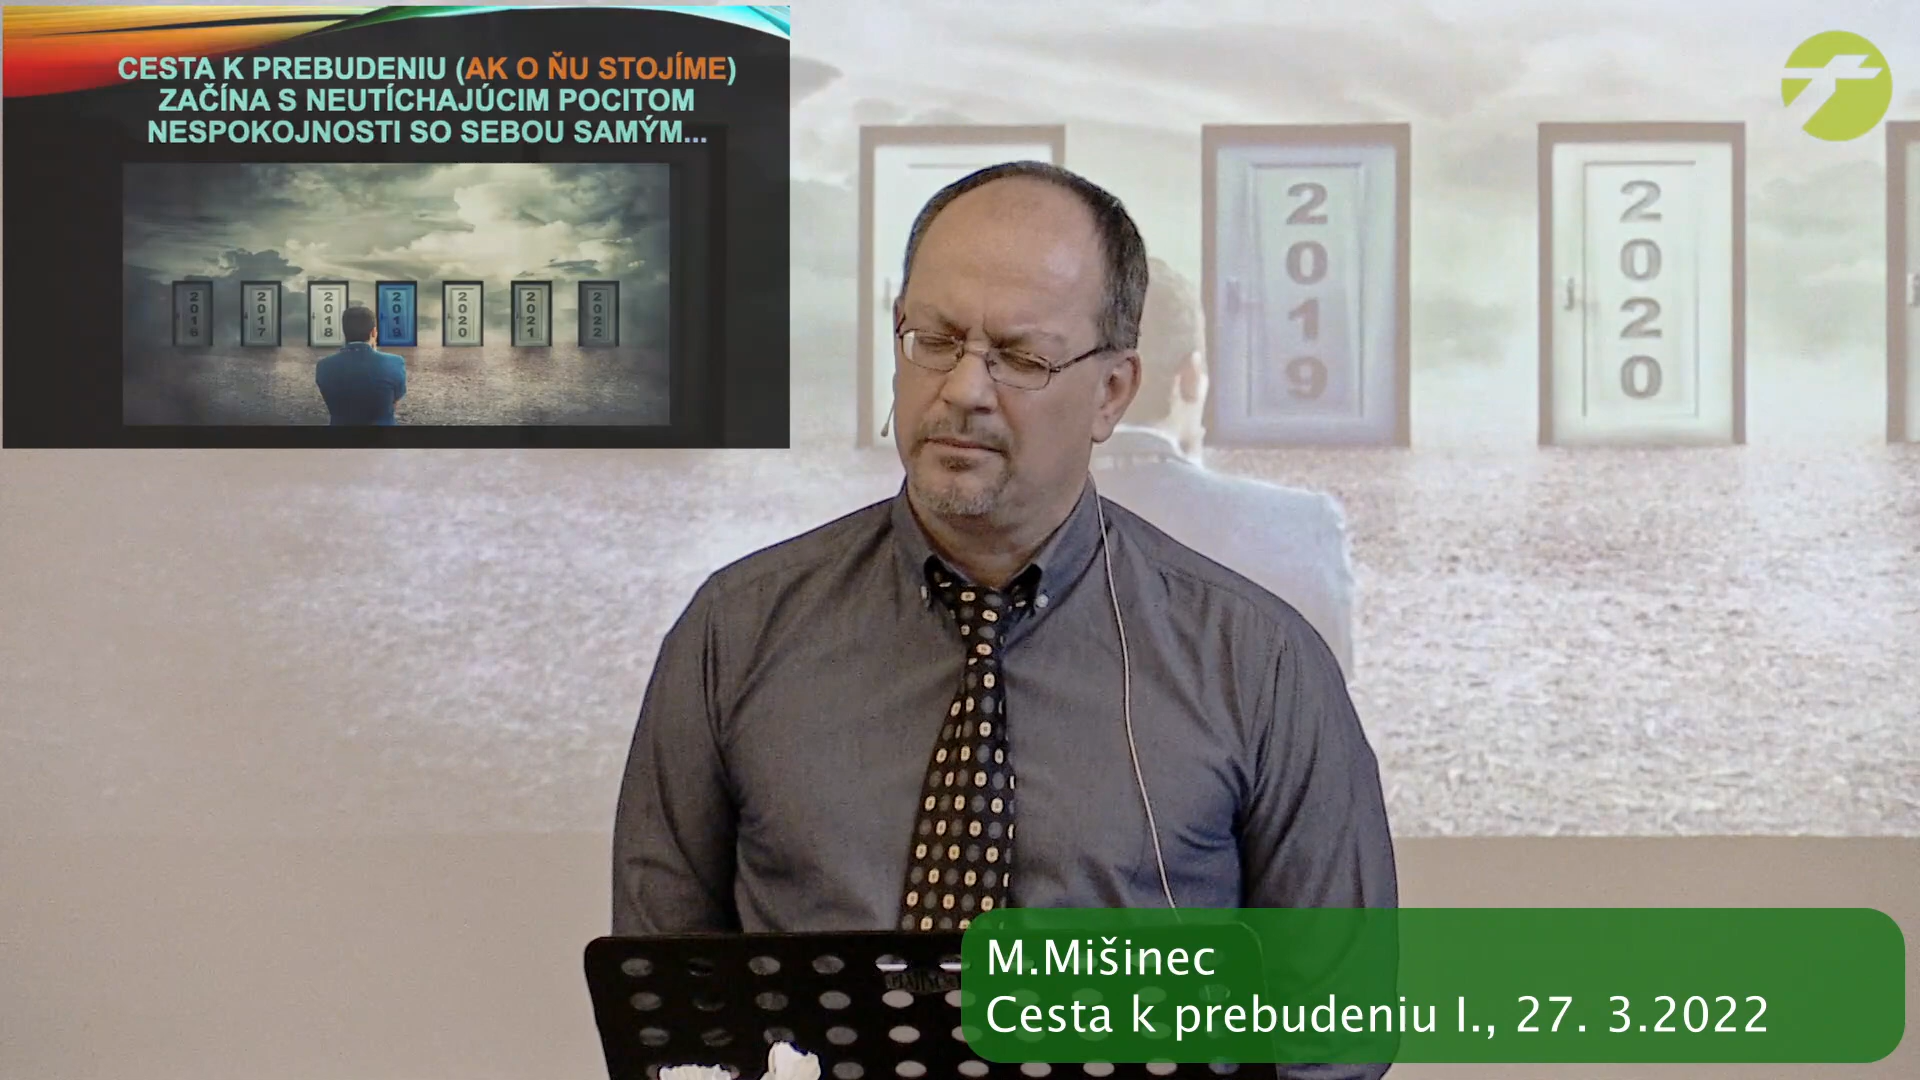 CESTA K PREBUDENIU (AK O ŇU STOJÍME)
ZAČÍNA S NEUTÍCHAJÚCIM POCITOM
NESPOKOJNOSTI SO SEBOU SAMÝM...
2016
2017
2018
2019
2020
2021
2022
2019
2020
M.Mišinec
Cesta k prebudeniu I., 27. 3.2022